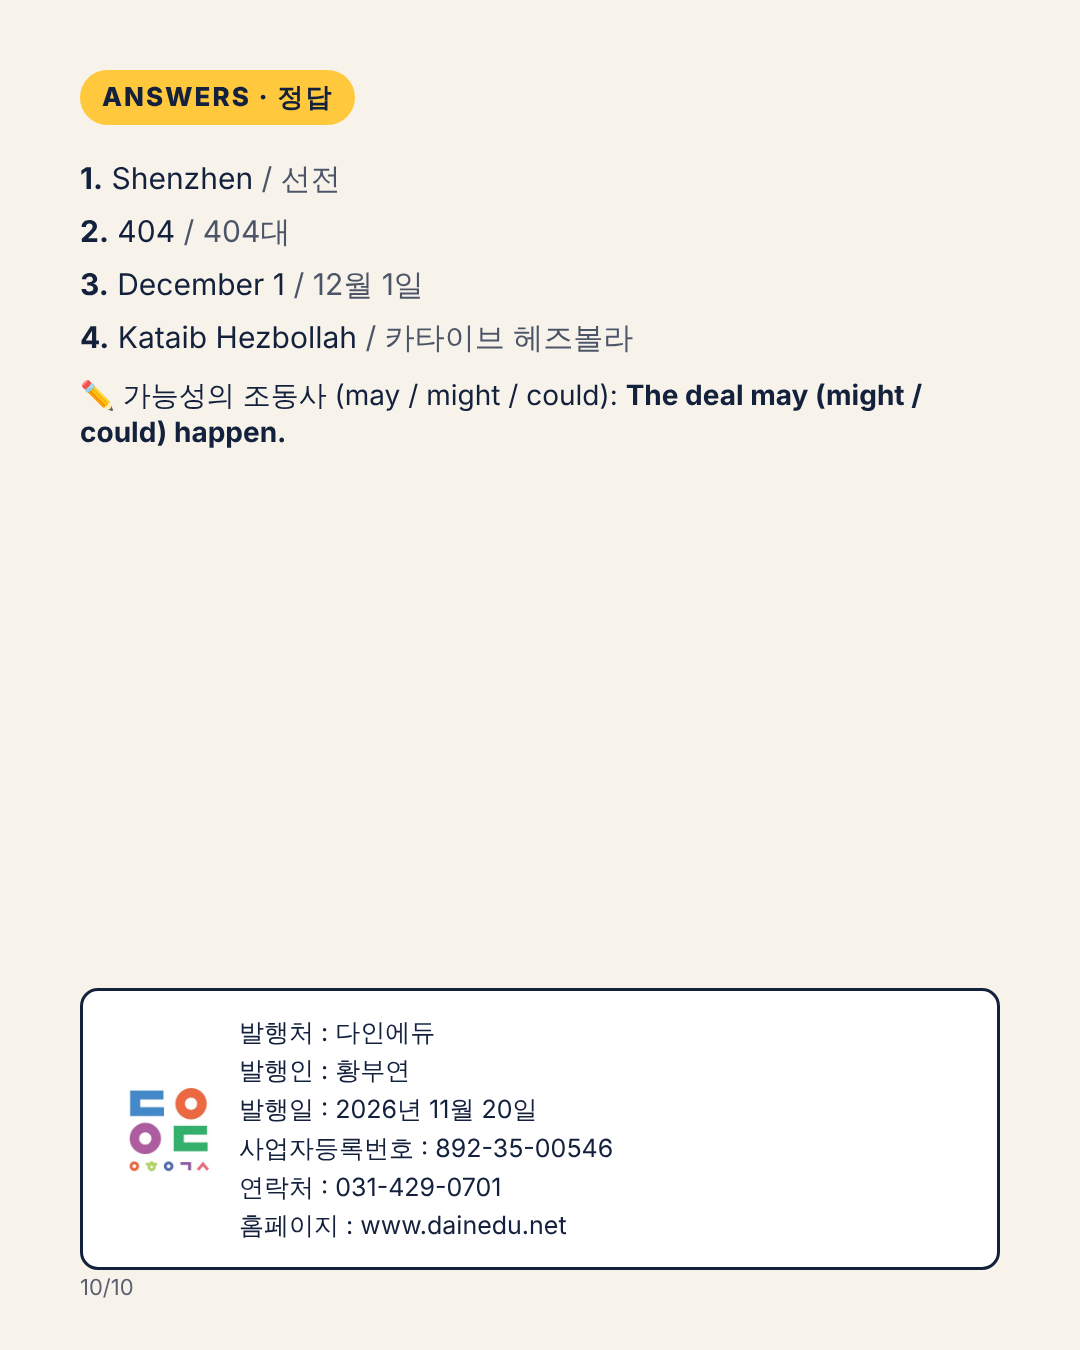 ANSWERS · 정답
1. Shenzhen / 선전
2. 404 / 404대
3. December 1 / 12월 1일
4. Kataib Hezbollah / 카타이브 헤즈볼라
✏️ 가능성의 조동사 (may / might / could): The deal may (might /
could) happen.
발행처 : 다인에듀
발행인 : 황부연
발행일 : 2026년 11월 20일
사업자등록번호 : 892-35-00546
연락처 : 031-429-0701
홈페이지 : www.dainedu.net
10/10